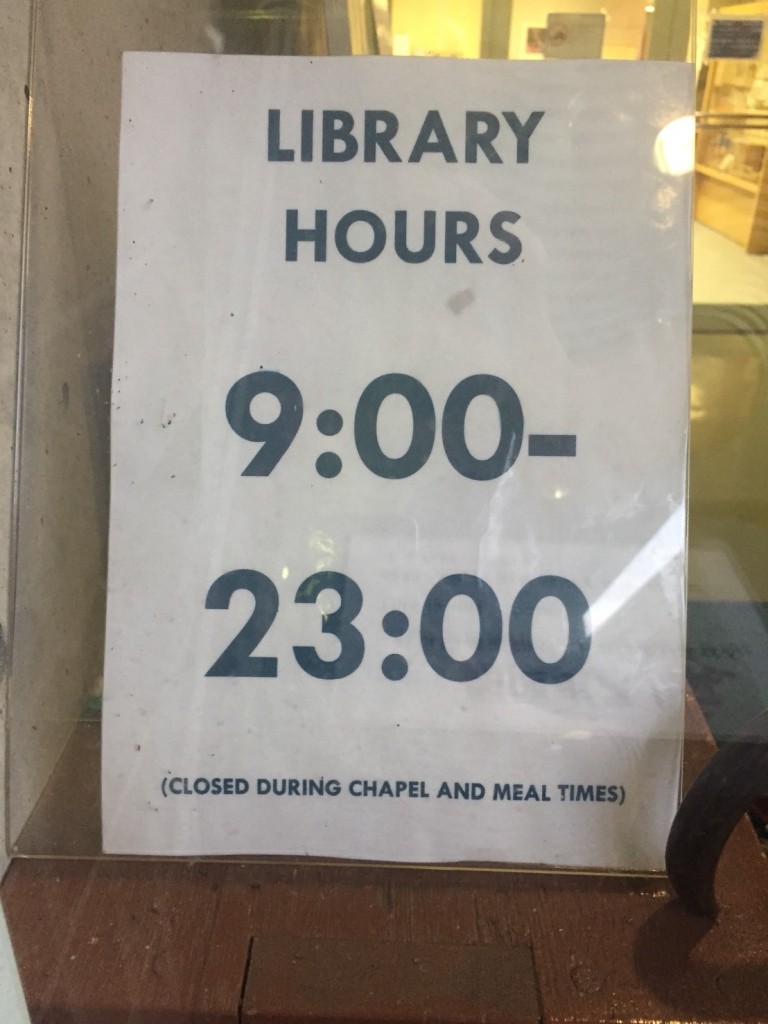 LIBRARY
HOURS
9:00-
23:00
(CLOSED DURING CHAPEL AND MEAL TIMES)